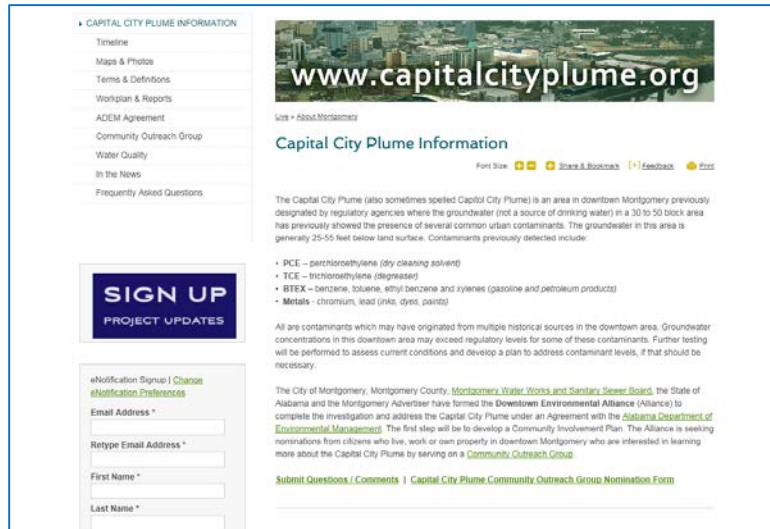 CAPITAL CITY PLUME INFORMATION
Timeline
Maps & Photos
Terms & Definitions
Workplan & Reports
ADEM Agreement
Community Outreach Group
Water Quality
In the News
Frequently Asked Questions
SIGN UP
PROJECT UPDATES
eNotification Signup | Change
eNotification Preferences
Email Address *
Retype Email Address *
First Name *
Last Name *
www.capitalcityplume.org
Live » About Montgomery
Capital City Plume Information
Font Size: + - + Share & Bookmark [+] Feedback Print
The Capital City Plume (also sometimes spelled Capitol City Plume) is an area in downtown Montgomery previously
designated by regulatory agencies where the groundwater (not a source of drinking water) in a 30 to 50 block area
has previously showed the presence of several common urban contaminants. The groundwater in this area is
generally 25-55 feet below land surface. Contaminants previously detected include:
• PCE – perchloroethylene (dry cleaning solvent)
• TCE – trichloroethylene (degreaser)
• BTEX – benzene, toluene, ethyl benzene and xylenes (gasoline and petroleum products)
• Metals - chromium, lead (inks, dyes, paints)
All are contaminants which may have originated from multiple historical sources in the downtown area. Groundwater
concentrations in this downtown area may exceed regulatory levels for some of these contaminants. Further testing
will be performed to assess current conditions and develop a plan to address contaminant levels, if that should be
necessary.
The City of Montgomery, Montgomery County, Montgomery Water Works and Sanitary Sewer Board, the State of
Alabama and the Montgomery Advertiser have formed the Downtown Environmental Alliance (Alliance) to
complete the investigation and address the Capital City Plume under an Agreement with the Alabama Department of
Environmental Management. The first step will be to develop a Community Involvement Plan. The Alliance is seeking
nominations from citizens who live, work or own property in downtown Montgomery who are interested in learning
more about the Capital City Plume by serving on a Community Outreach Group.
Submit Questions / Comments | Capital City Plume Community Outreach Group Nomination Form